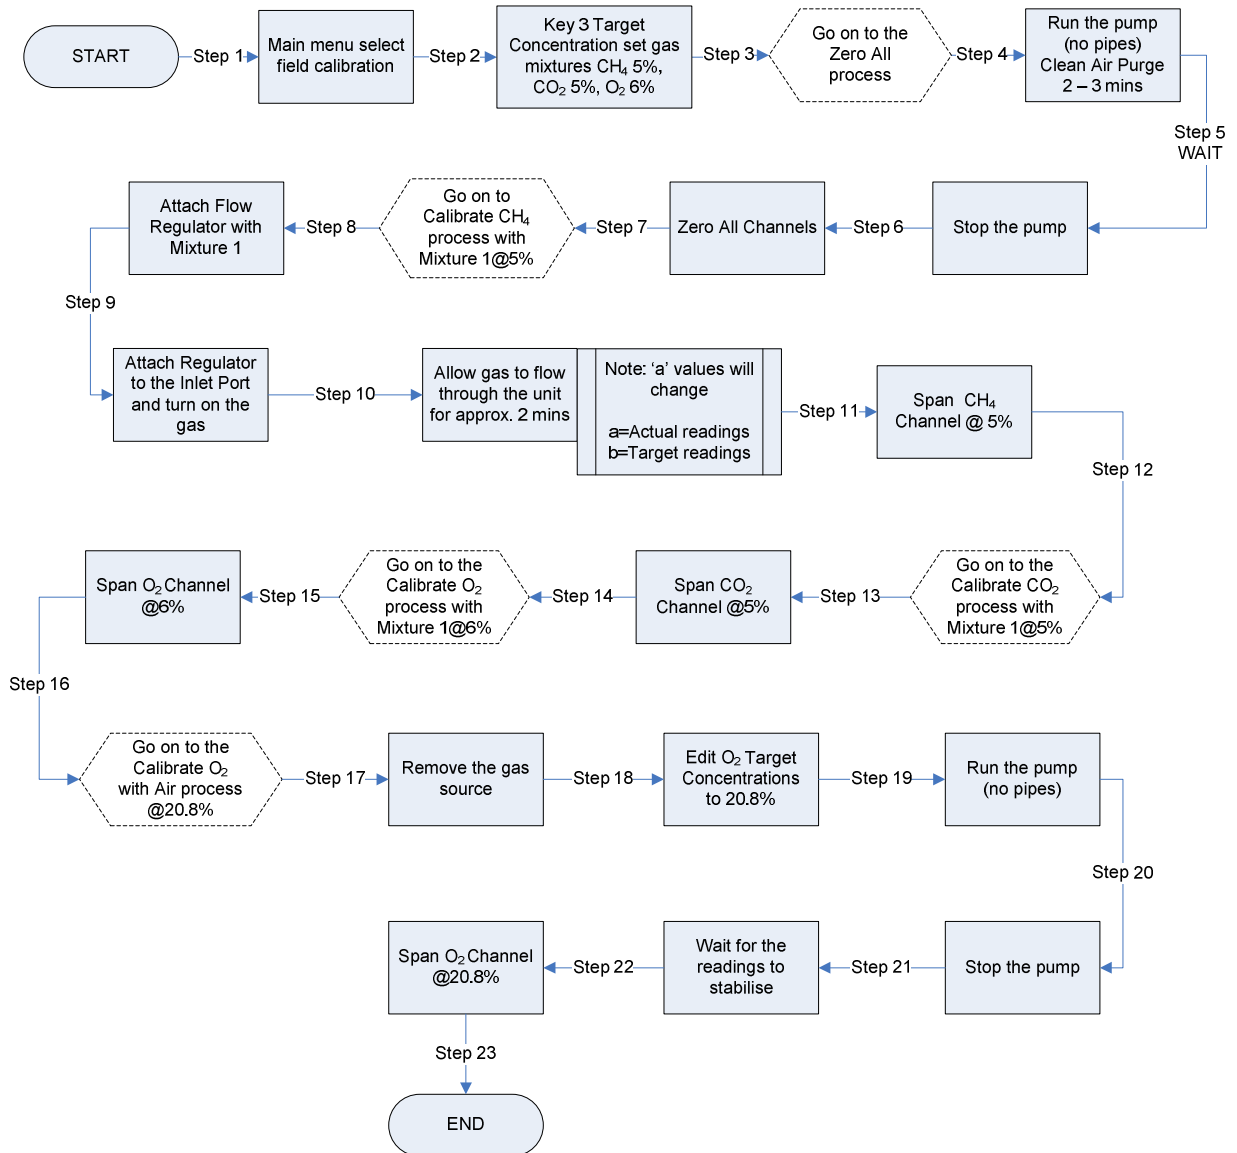 START
Step 1
Main menu select
field calibration
Step 2
Key 3 Target
Concentration set gas
mixtures CH₄ 5%,
CO₂ 5%, O₂ 6%
Step 3
Go on to the
Zero All
process
Step 4
Run the pump
(no pipes)
Clean Air Purge
2 – 3 mins
Step 5
WAIT
Stop the pump
Step 6
Zero All Channels
Step 7
Go on to
Calibrate CH₄
process with
Mixture 1@5%
Step 8
Attach Flow
Regulator with
Mixture 1
Step 9
Attach Regulator
to the Inlet Port
and turn on the
gas
Step 10
Allow gas to flow
through the unit
for approx. 2 mins
Note: ‘a’ values will
change
a=Actual readings
b=Target readings
Step 11
Span CH₄
Channel @ 5%
Step 12
Go on to the
Calibrate CO₂
process with
Mixture 1@5%
Step 13
Span CO₂
Channel @5%
Step 14
Go on to the
Calibrate O₂
process with
Mixture 1@6%
Step 15
Span O₂ Channel
@6%
Step 16
Go on to the
Calibrate O₂
with Air process
@20.8%
Step 17
Remove the gas
source
Step 18
Edit O₂ Target
Concentrations
to 20.8%
Step 19
Run the pump
(no pipes)
Step 20
Stop the pump
Step 21
Wait for the
readings to
stabilise
Step 22
Span O₂ Channel
@20.8%
Step 23
END